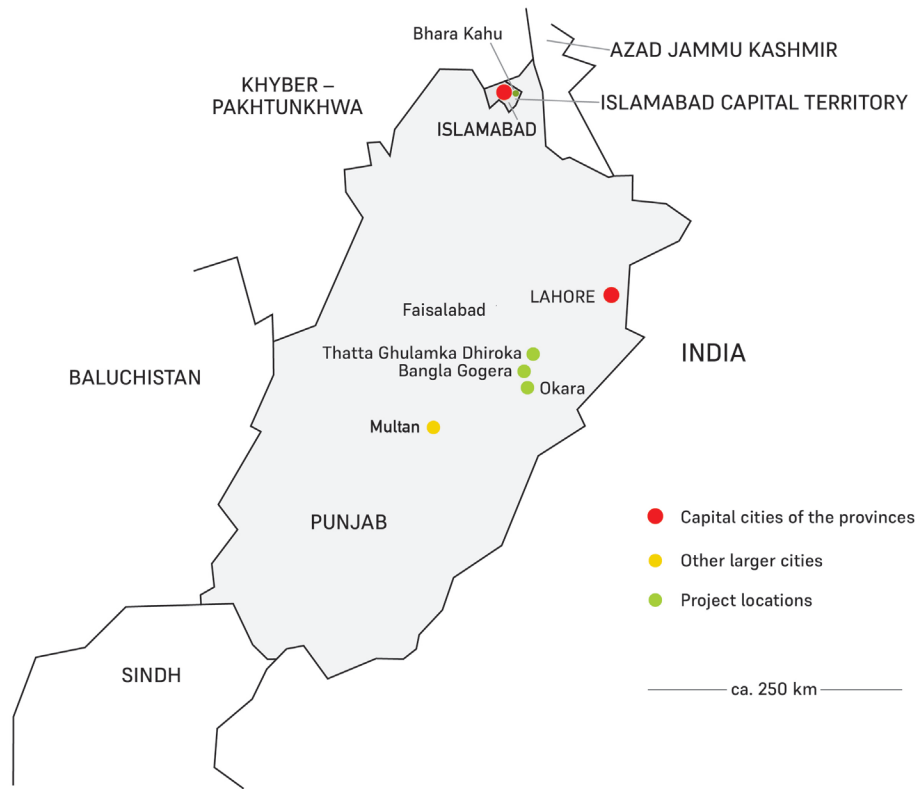 Bhara Kahu
AZAD JAMMU KASHMIR
KHYBER –
PAKHTUNKHWA
ISLAMABAD CAPITAL TERRITORY
ISLAMABAD
LAHORE
Faisalabad
Thatta Ghulamka Dhiroka
INDIA
Bangla Gogera
BALUCHISTAN
Okara
Multan
PUNJAB
Capital cities of the provinces
Other larger cities
Project locations
SINDH
ca. 250 km